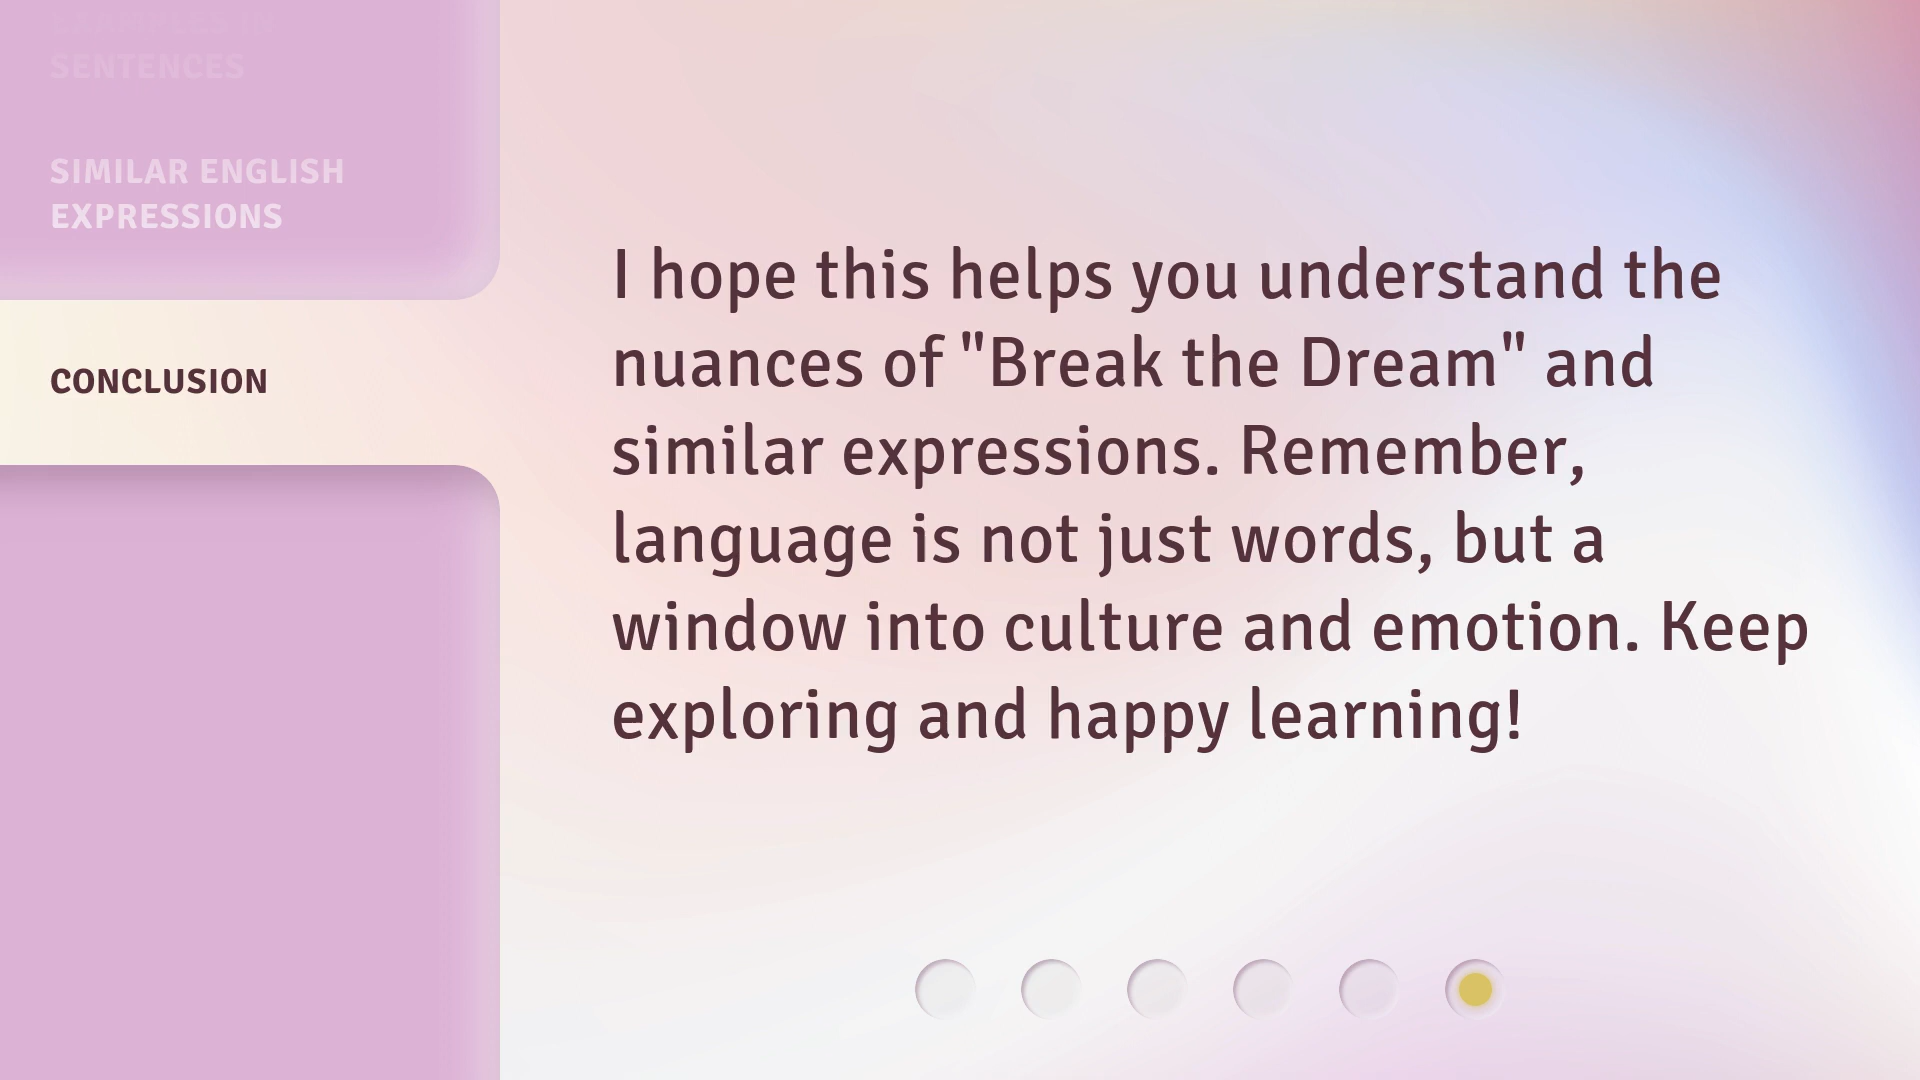 SENTENCES
SIMILAR ENGLISH
EXPRESSIONS
CONCLUSION
I hope this helps you understand the
nuances of "Break the Dream" and
similar expressions. Remember,
language is not just words, but a
window into culture and emotion. Keep
exploring and happy learning!